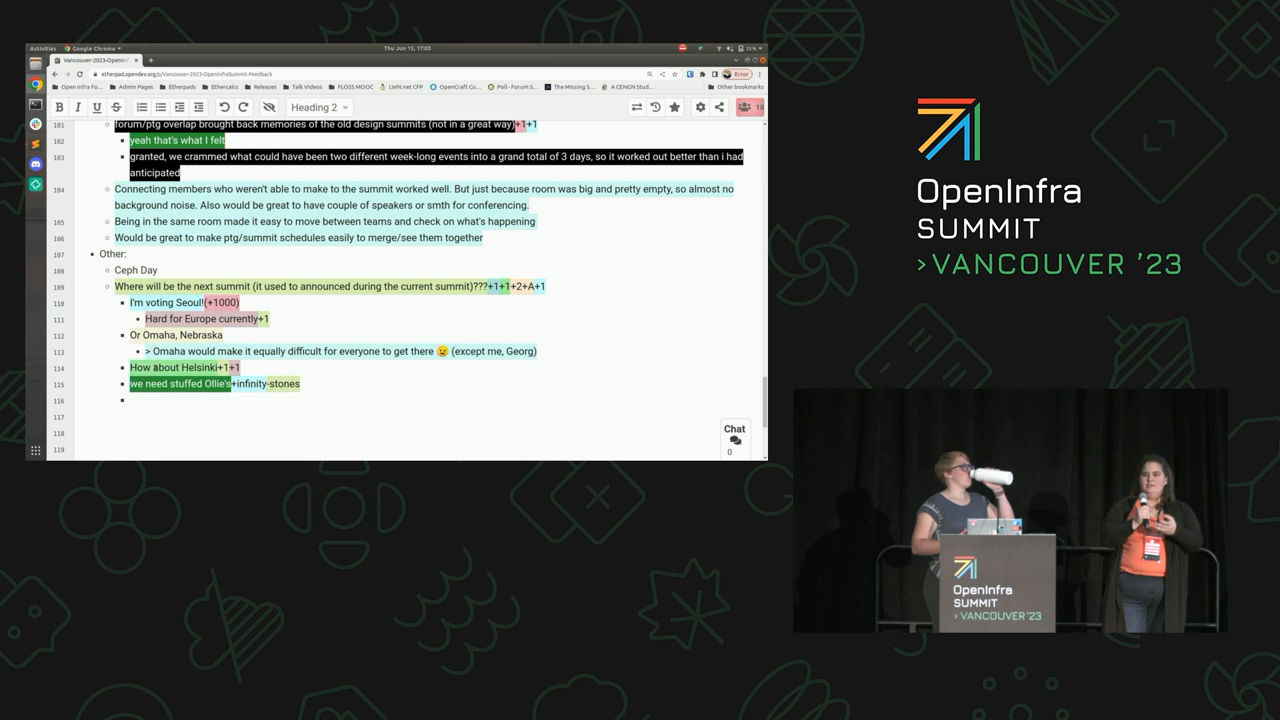 Activities Google Chrome Thu Jun 15, 17:03 33%
Vancouver-2023-OpenInfr
etherpad.opendev.org/p/Vancouver-2023-OpenInfraSummit-Feedback Error
Open Infra Fo... Admin Pages Etherpads Ethercalcs Releases Talk Videos FLOSS MOOC LWN.net CFP OpenCraft Co... Poll - Forum S... The Missing S... A CENGN Stud... Other bookmarks
B I U S Heading 2 18
101 forum/ptg overlap brought back memories of the old design summits (not in a great way)+1+1
102 yeah that's what I felt
103 granted, we crammed what could have been two different week-long events into a grand total of 3 days, so it worked out better than i had
anticipated
104 Connecting members who weren't able to make to the summit worked well. But just because room was big and pretty empty, so almost no
background noise. Also would be great to have couple of speakers or smth for conferencing.
105 Being in the same room made it easy to move between teams and check on what's happening
106 Would be great to make ptg/summit schedules easily to merge/see them together
107 Other:
108 Ceph Day
109 Where will be the next summit (it used to announced during the current summit)???+1+1+2+A+1
110 I'm voting Seoul!(+1000)
111 Hard for Europe currently+1
112 Or Omaha, Nebraska
113 > Omaha would make it equally difficult for everyone to get there 😉 (except me, Georg)
114 How about Helsinki+1+1
115 we need stuffed Ollie's+infinity-stones
116
117
118
119
Chat
0
OpenInfra
SUMMIT
>VANCOUVER '23
OpenInfra
SUMMIT
>VANCOUVER '23